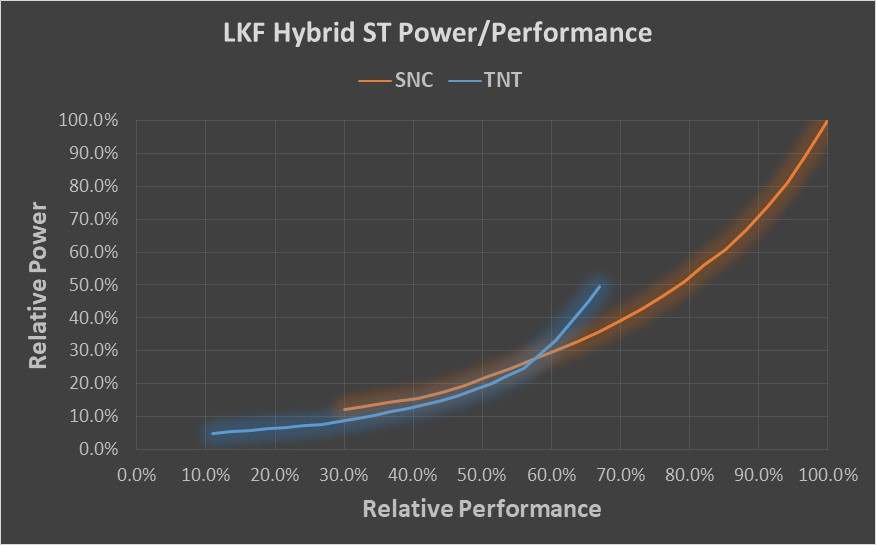 LKF Hybrid ST Power/Performance
SNC TNT
Relative Power
100.0%
90.0%
80.0%
70.0%
60.0%
50.0%
40.0%
30.0%
20.0%
10.0%
0.0%
0.0% 10.0% 20.0% 30.0% 40.0% 50.0% 60.0% 70.0% 80.0% 90.0% 100.0%
Relative Performance